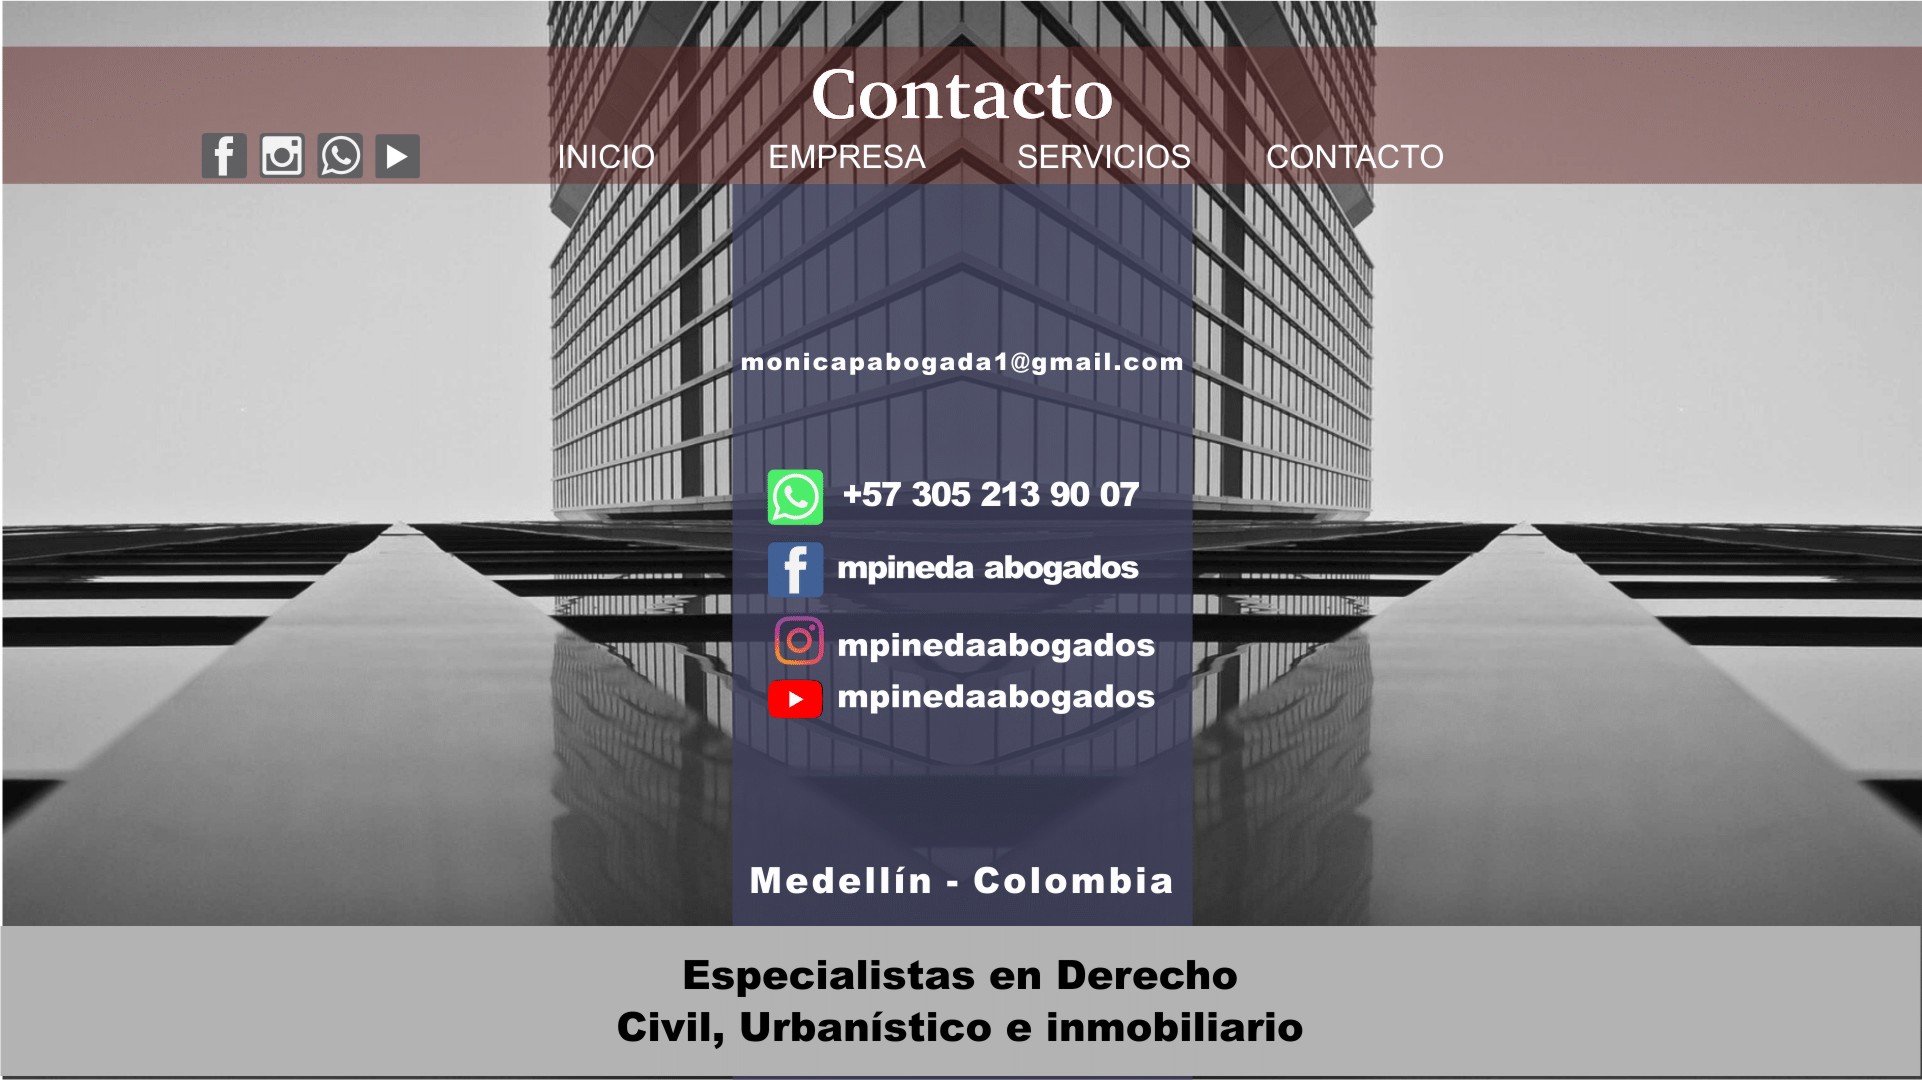 Contacto
INICIO EMPRESA SERVICIOS CONTACTO
monicapabogada1@gmail.com
+57 305 213 90 07
mpineda abogados
mpinedaabogados
mpinedaabogados
Medellín - Colombia
Especialistas en Derecho
Civil, Urbanístico e inmobiliario